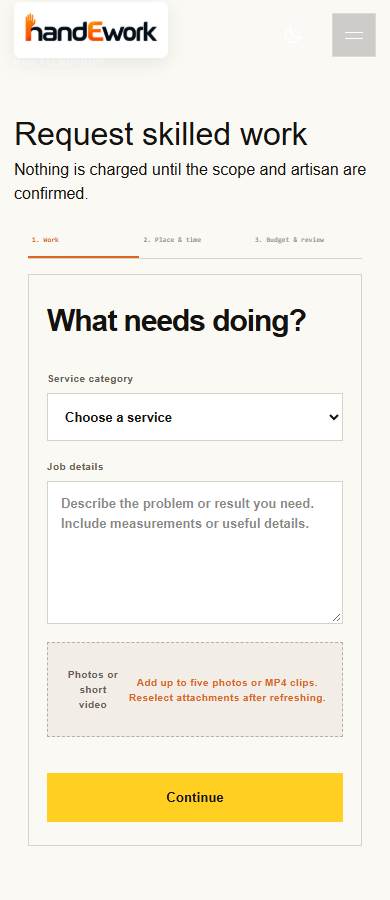 handEwork
Request skilled work
Nothing is charged until the scope and artisan are
confirmed.
1. Work
2. Place & time
3. Budget & review
What needs doing?
Service category
Choose a service
Job details
Describe the problem or result you need.
Include measurements or useful details.
Photos or
short
video
Add up to five photos or MP4 clips.
Reselect attachments after refreshing.
Continue